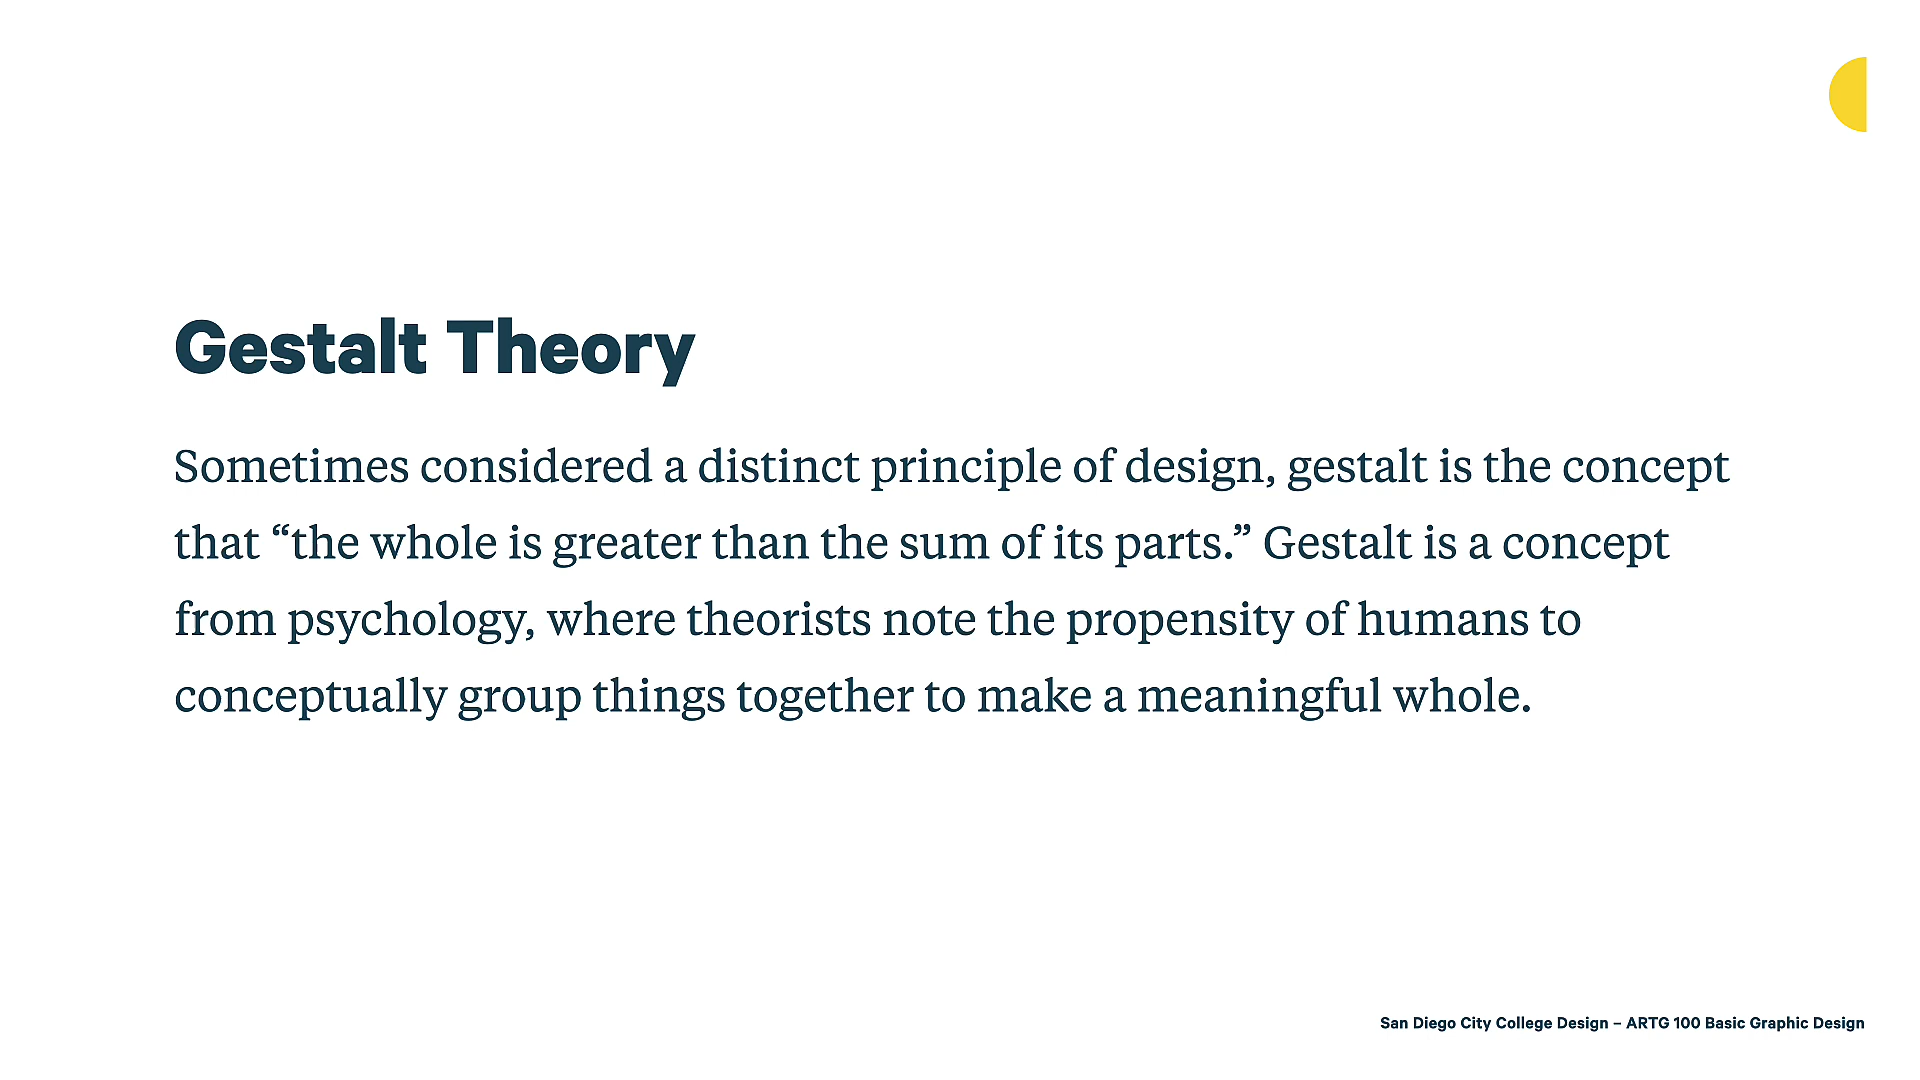 Gestalt Theory
Sometimes considered a distinct principle of design, gestalt is the concept
that “the whole is greater than the sum of its parts.” Gestalt is a concept
from psychology, where theorists note the propensity of humans to
conceptually group things together to make a meaningful whole.
San Diego City College Design – ARTG 100 Basic Graphic Design